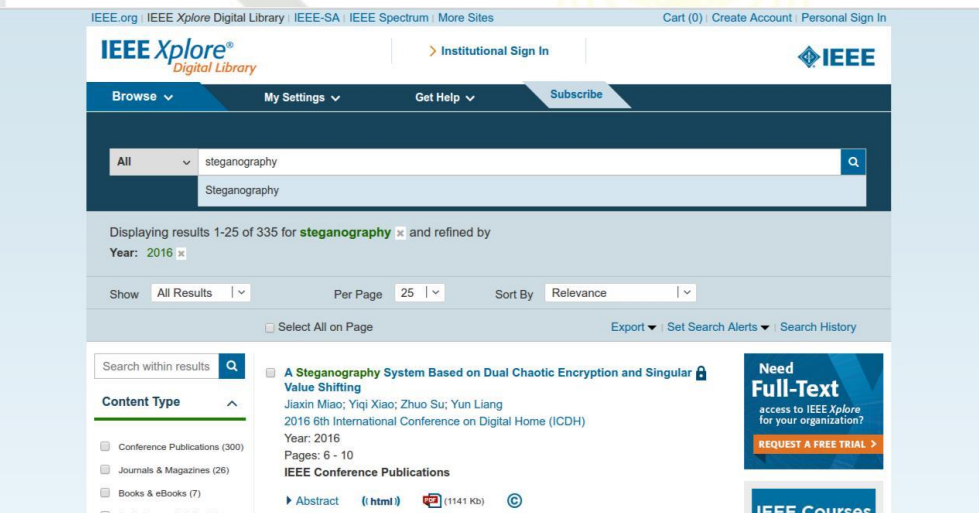 IEEE.org | IEEE Xplore Digital Library | IEEE-SA | IEEE Spectrum | More Sites
Cart (0) | Create Account | Personal Sign In
IEEE Xplore®
Digital Library
Institutional Sign In
IEEE
Browse
My Settings
Get Help
Subscribe
All
steganography
Steganography
Displaying results 1-25 of 335 for steganography x and refined by
Year: 2016 x
Show All Results
Per Page 25
Sort By Relevance
Select All on Page
Export | Set Search Alerts | Search History
Search within results
Content Type
Conference Publications (300)
Journals & Magazines (26)
Books & eBooks (7)
A Steganography System Based on Dual Chaotic Encryption and Singular
Value Shifting
Jiaxin Miao; Yiqi Xiao; Zhuo Su; Yun Liang
2016 6th International Conference on Digital Home (ICDH)
Year: 2016
Pages: 6 - 10
IEEE Conference Publications
Abstract ((html)) PDF (1141 Kb) ©
Need
Full-Text
access to IEEE Xplore
for your organization?
REQUEST A FREE TRIAL >
IEEE Courses